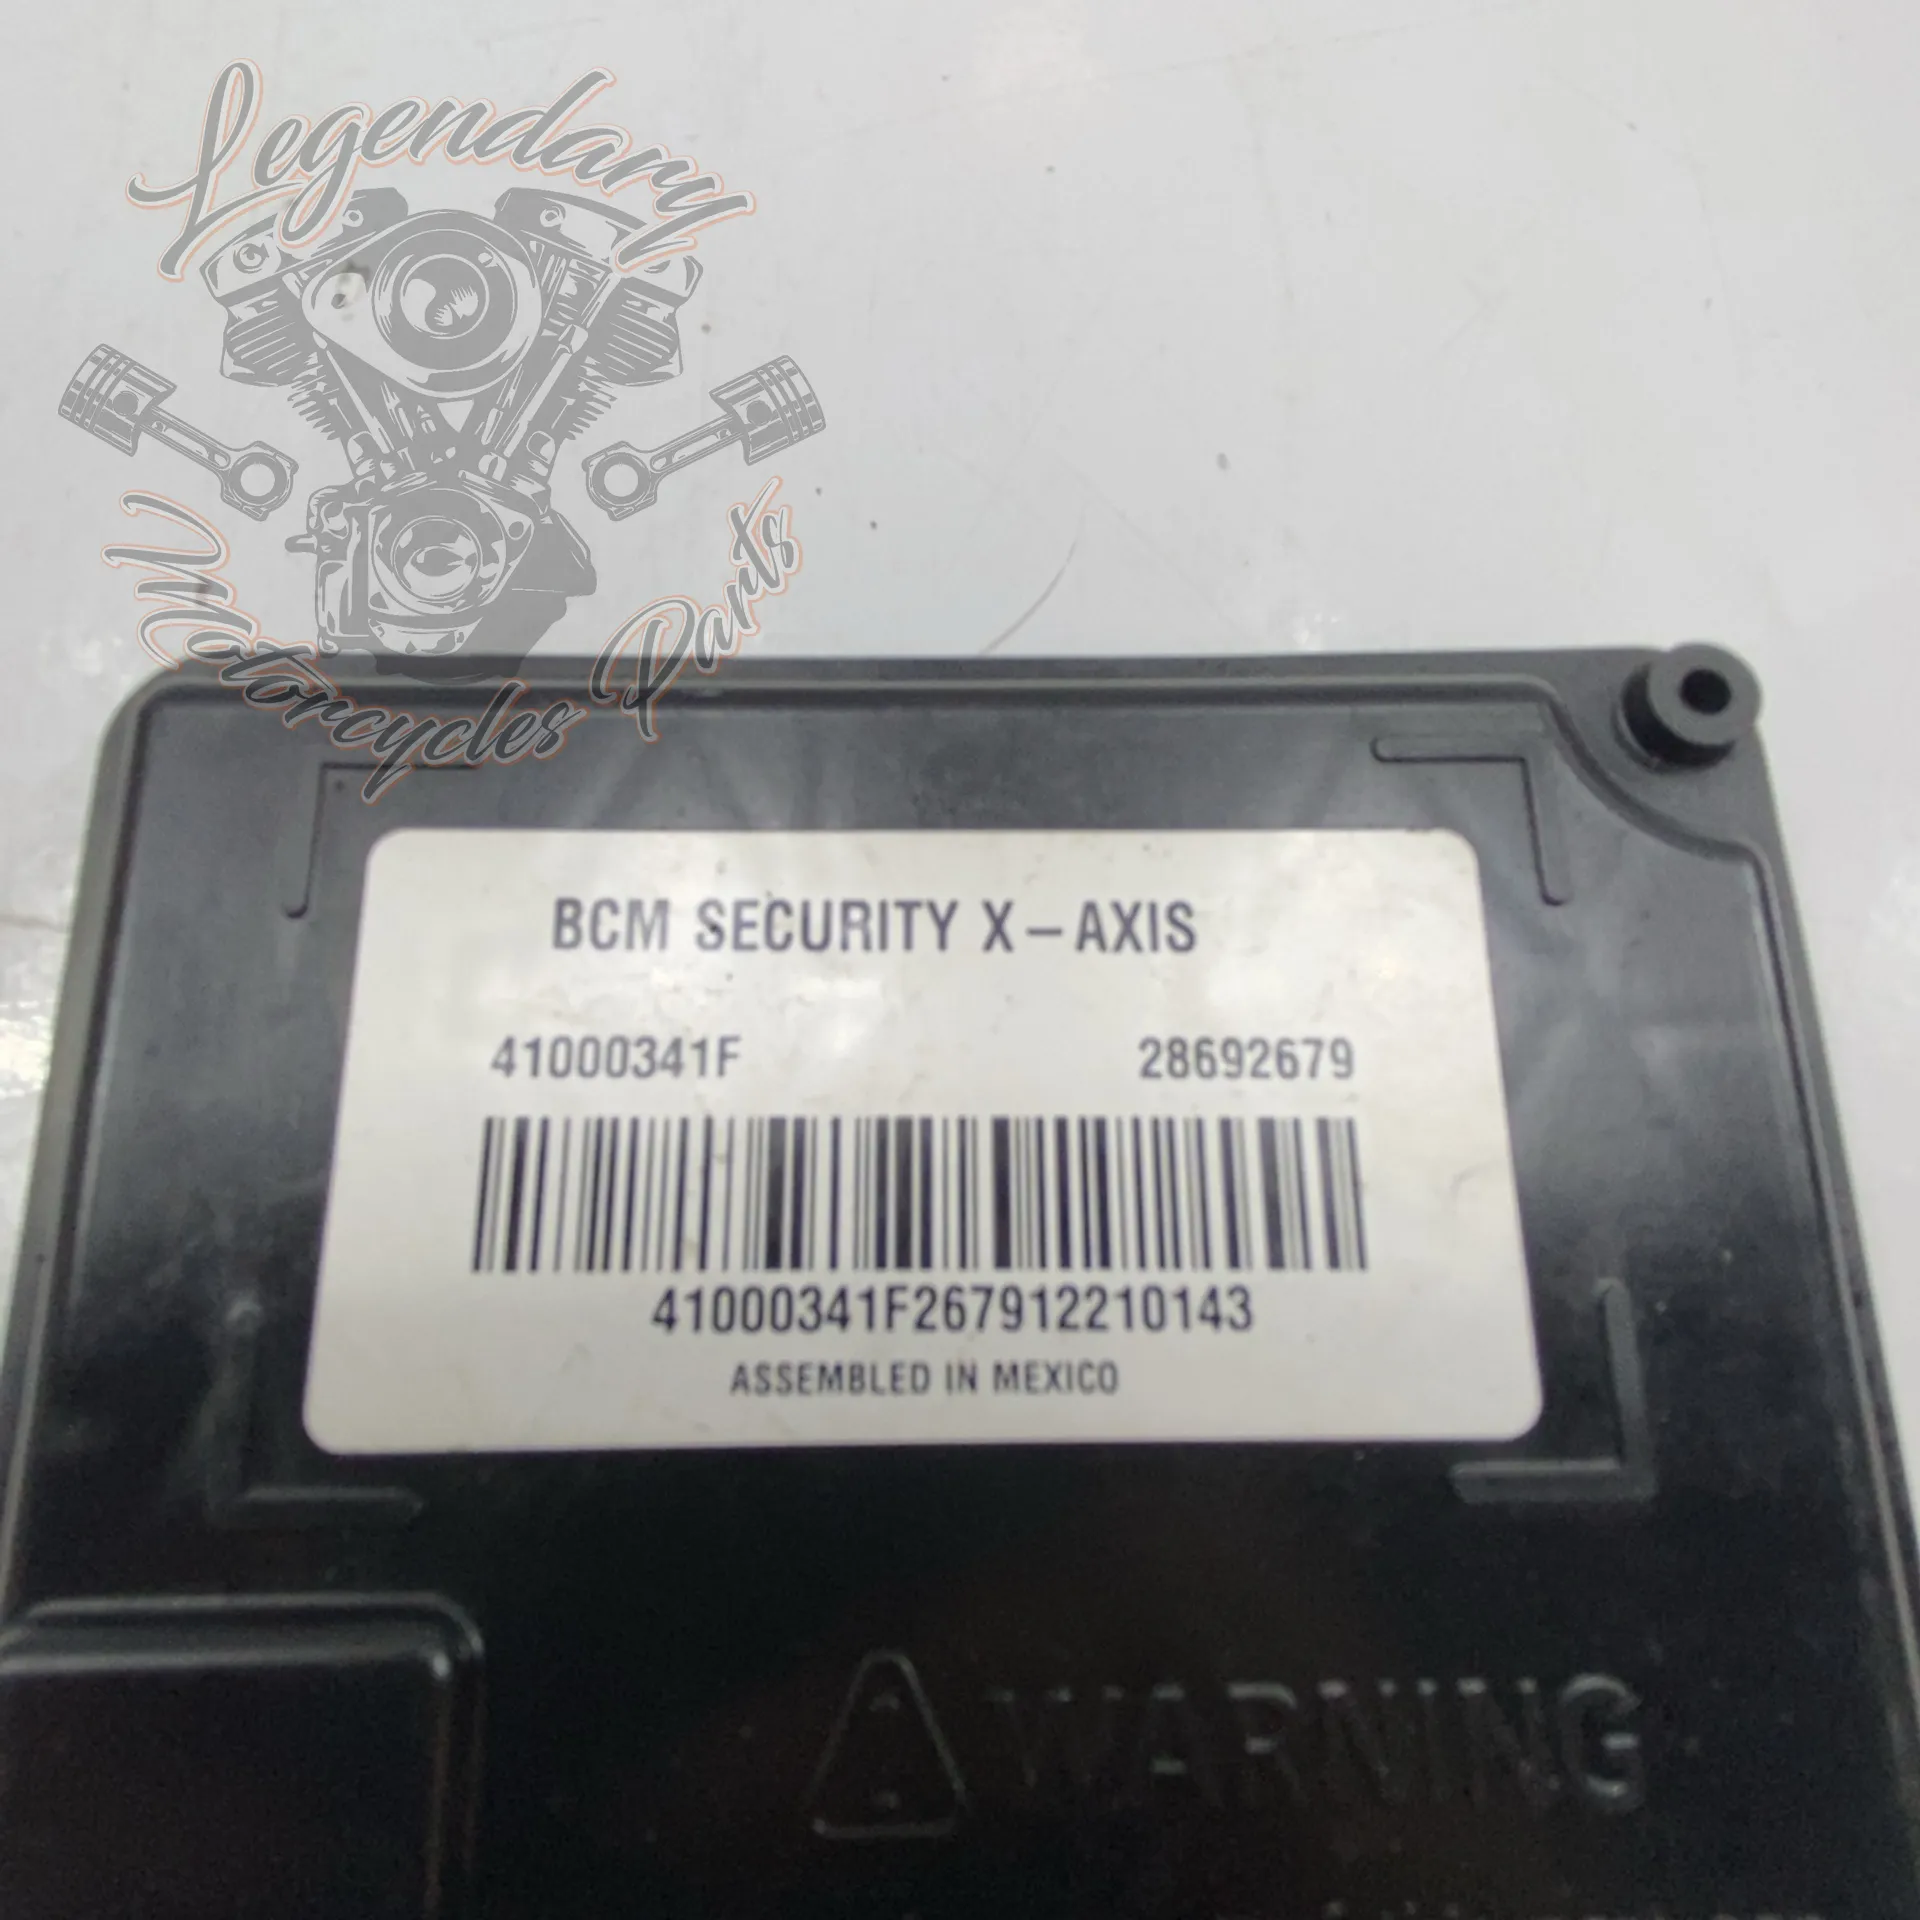 Legendary
Motorcycles Parts
BCM SECURITY X-AXIS
41000341F 28692679
41000341F267912210143
ASSEMBLED IN MEXICO
WARNING